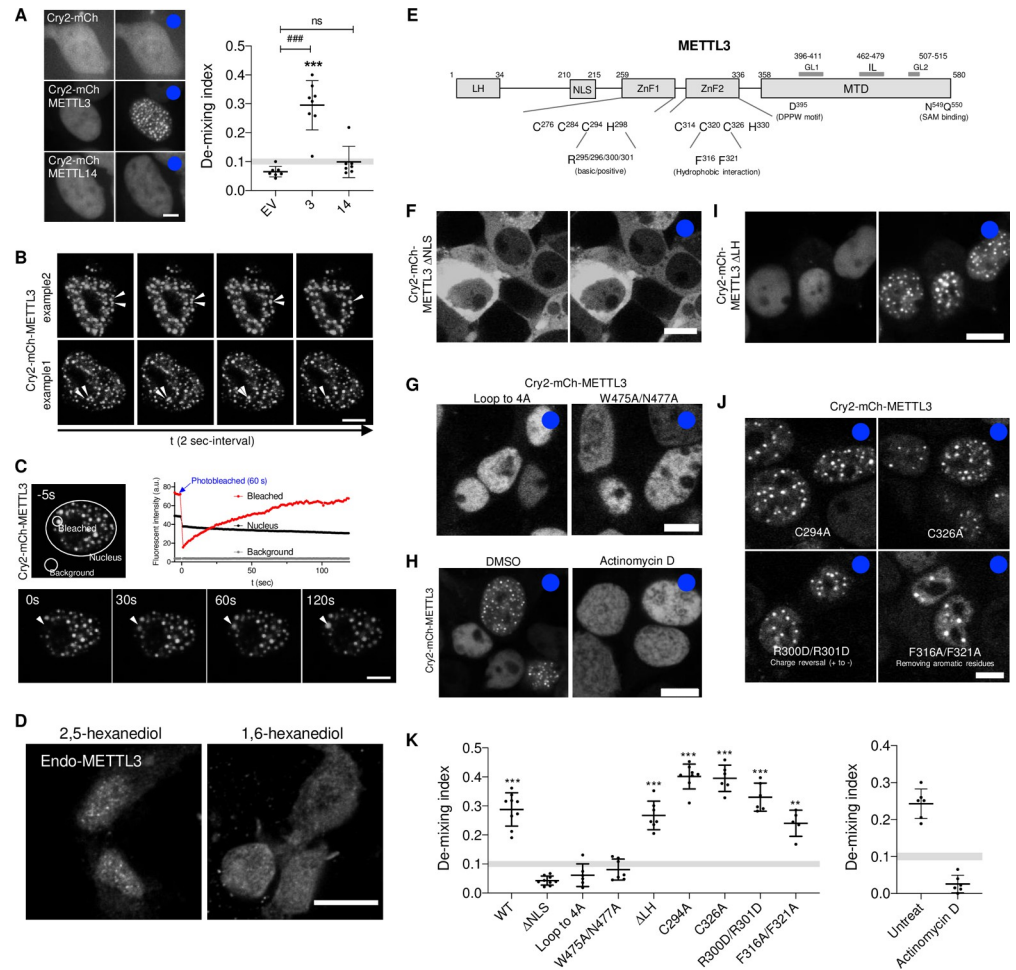 A
Cry2-mCh
Cry2-mCh
METTL3
Cry2-mCh
METTL14
De-mixing index
0.5
0.4
0.3
0.2
0.1
0.0
ns
###
***
EV
3
14
B
Cry2-mCh-METTL3
example2
example1
t (2 sec-interval)
C
Cry2-mCh-METTL3
-5s
Bleached
Nucleus
Background
Fluorescent intensity (a.u.)
80
60
40
20
0
Photobleached (60 s)
Bleached
Nucleus
Background
0
50
100
t (sec)
0s
30s
60s
120s
D
2,5-hexanediol
1,6-hexanediol
Endo-METTL3
E
METTL3
396-411
462-479
507-515
1
34
210
215
259
336
358
GL1
IL
GL2
580
LH
NLS
ZnF1
ZnF2
MTD
D395
(DPPW motif)
N549Q550
(SAM binding)
C276 C284 C294 H298
C314 C320 C326 H330
R295/296/300/301
(basic/positive)
F316 F321
(Hydrophobic interaction)
F
Cry2-mCh-
METTL3 ΔNLS
I
Cry2-mCh-
METTL3 ΔLH
G
Cry2-mCh-METTL3
Loop to 4A
W475A/N477A
H
Cry2-mCh-METTL3
DMSO
Actinomycin D
J
Cry2-mCh-METTL3
C294A
C326A
R300D/R301D
Charge reversal (+ to -)
F316A/F321A
Removing aromatic residues
K
De-mixing index
0.5
0.4
0.3
0.2
0.1
0.0
***
***
***
***
***
**
WT
ΔNLS
Loop to 4A
W475A/N477A
ΔLH
C294A
C326A
R300D/R301D
F316A/F321A
De-mixing index
0.4
0.3
0.2
0.1
0.0
Untreat
Actinomycin D